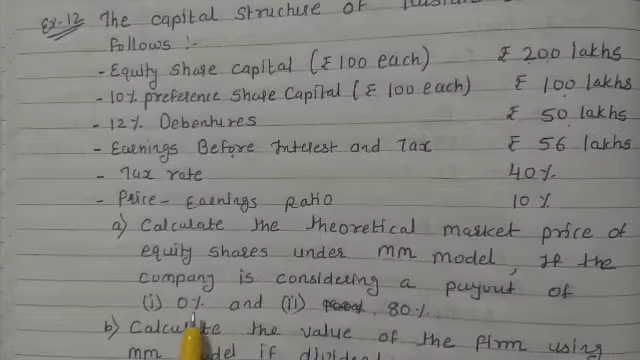 Ex-12 The capital structure of
follows :-
- Equity share capital (₹ 100 each) ₹ 200 lakhs
- 10% preference share capital (₹ 100 each) ₹ 100 lakhs
- 12% Debentures ₹ 50 lakhs
- Earnings Before Interest and Tax ₹ 56 lakhs
- Tax rate 40%
- Price-Earnings Ratio 10%
a) Calculate the theoretical market price of
equity shares under MM model, If the
company is considering a payout of
(i) 0% and (ii) 80%.
b) Calculate the value of the firm using
MM model if